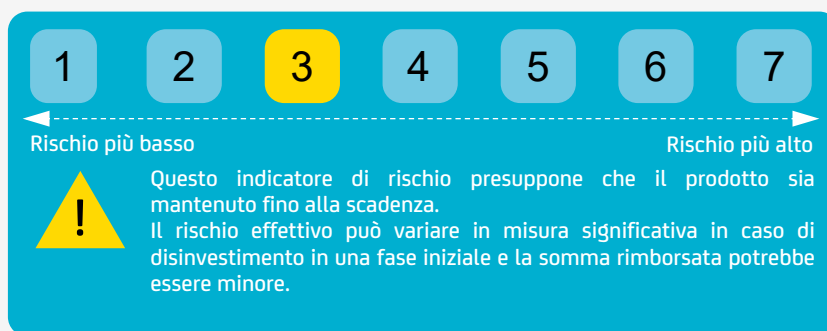 1 2 3 4 5 6 7
Rischio più basso Rischio più alto
!
Questo indicatore di rischio presuppone che il prodotto sia
mantenuto fino alla scadenza.
Il rischio effettivo può variare in misura significativa in caso di
disinvestimento in una fase iniziale e la somma rimborsata potrebbe
essere minore.